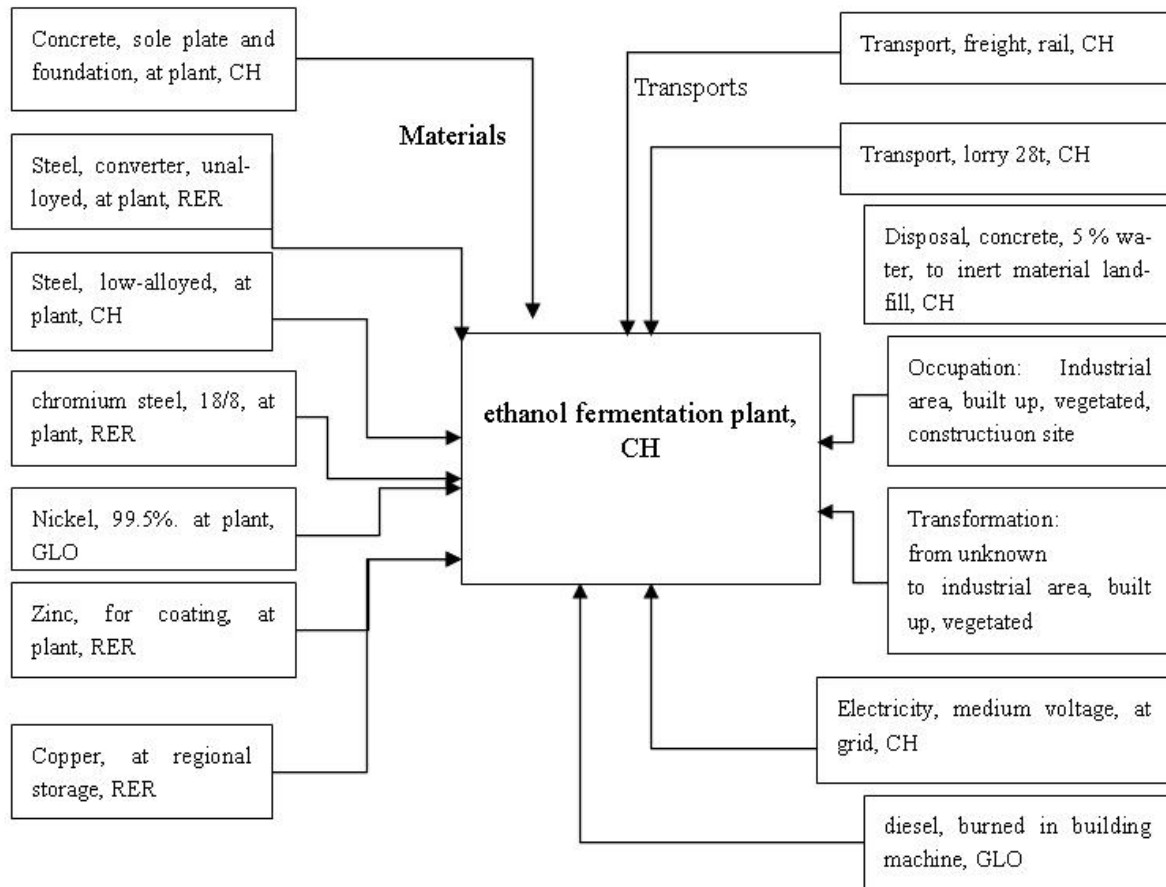 Concrete, sole plate and
foundation, at plant, CH
Steel, converter, unal-
loyed, at plant, RER
Steel, low-alloyed, at
plant, CH
chromium steel, 18/8, at
plant, RER
Nickel, 99.5%. at plant,
GLO
Zinc, for coating, at
plant, RER
Copper, at regional
storage, RER
Materials
Transports
ethanol fermentation plant,
CH
Transport, freight, rail, CH
Transport, lorry 28t, CH
Disposal, concrete, 5 % wa-
ter, to inert material land-
fill, CH
Occupation: Industrial
area, built up, vegetated,
constructiuon site
Transformation:
from unknown
to industrial area, built
up, vegetated
Electricity, medium voltage, at
grid, CH
diesel, burned in building
machine, GLO